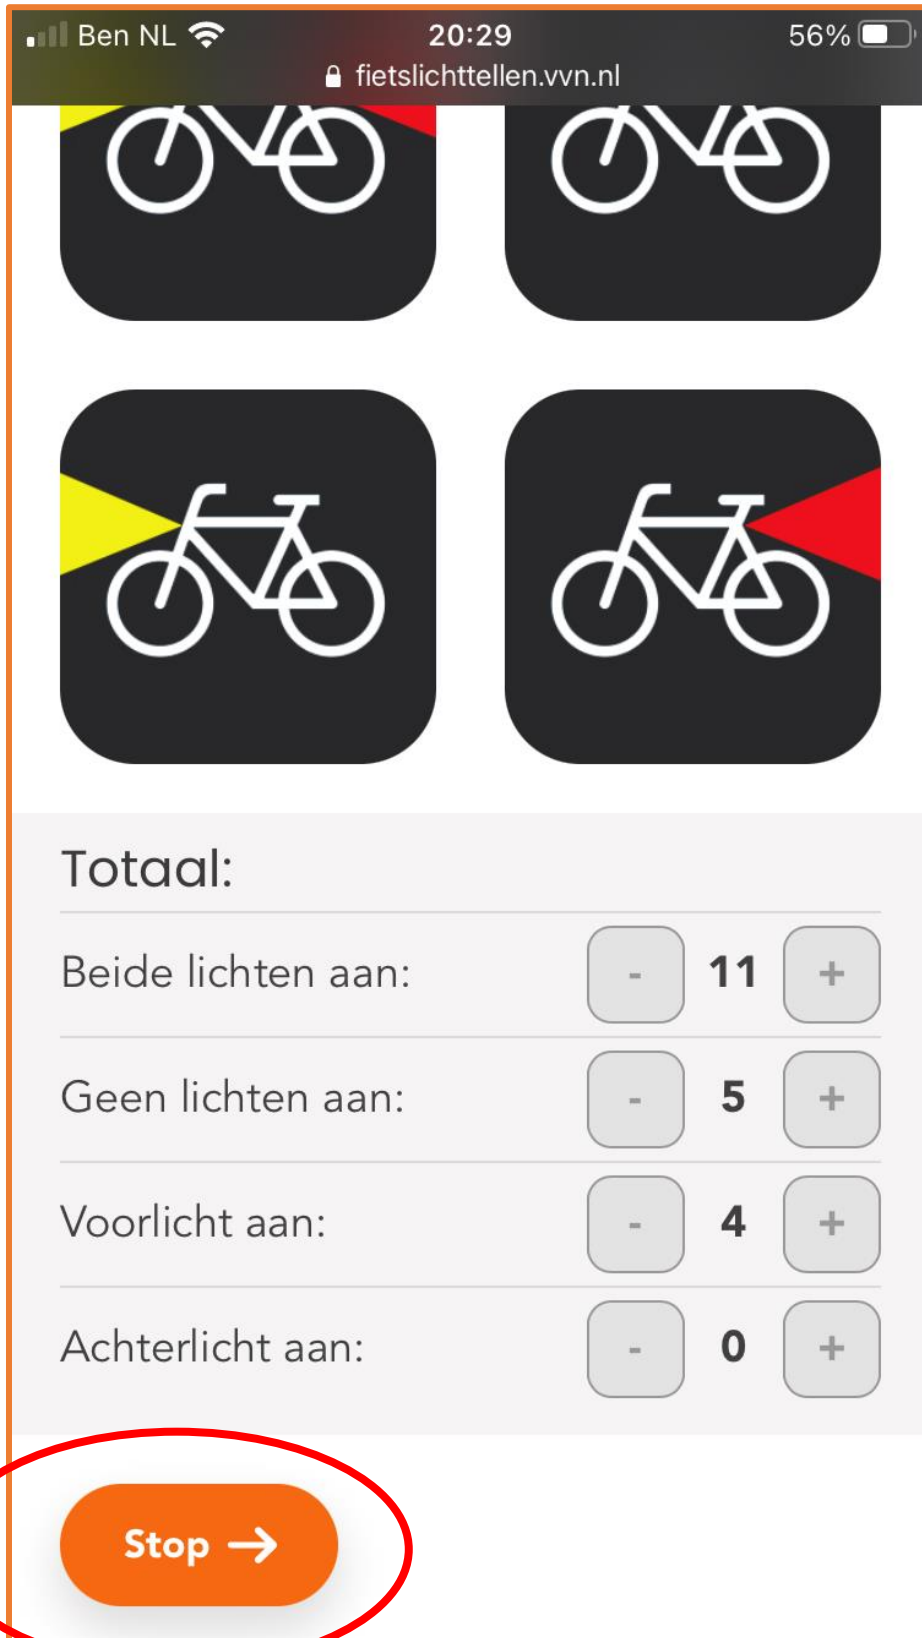 Ben NL 20:29 56%
fietslichttellen.vvn.nl
Totaal:
Beide lichten aan: - 11 +
Geen lichten aan: - 5 +
Voorlicht aan: - 4 +
Achterlicht aan: - 0 +
Stop →